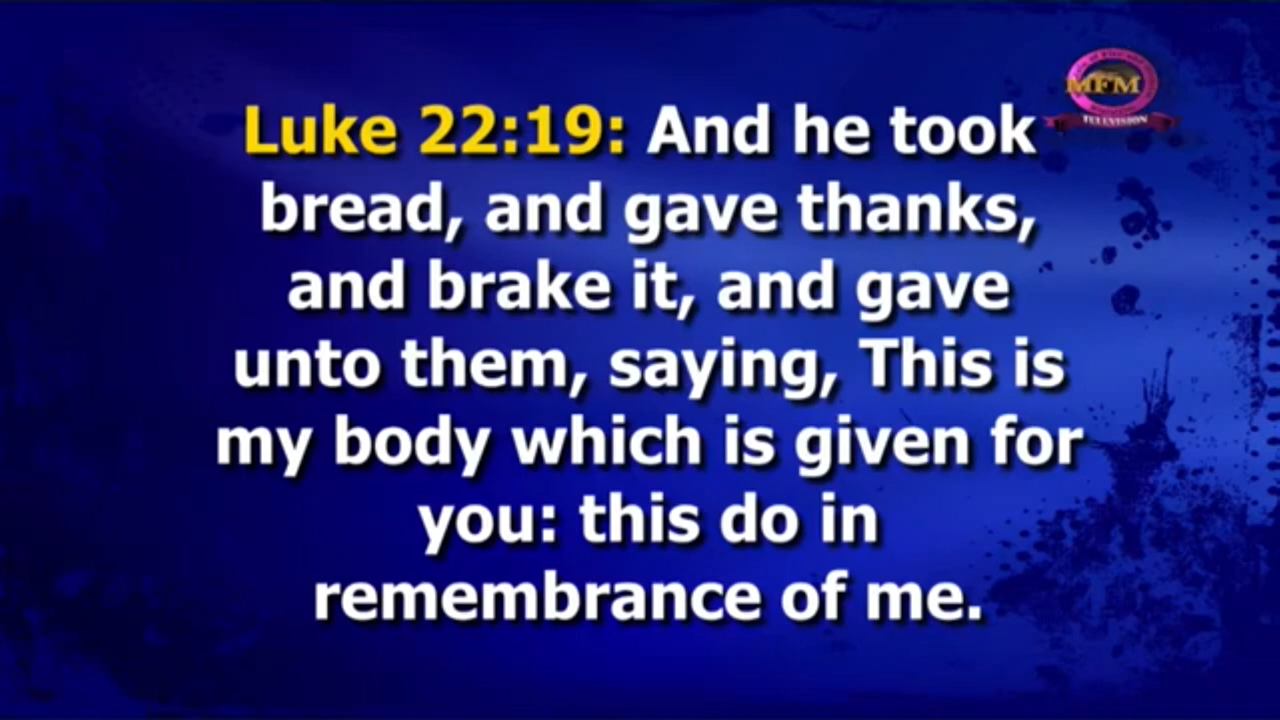 Luke 22:19: And he took
bread, and gave thanks,
and brake it, and gave
unto them, saying, This is
my body which is given for
you: this do in
remembrance of me.
MFM
TELEVISION